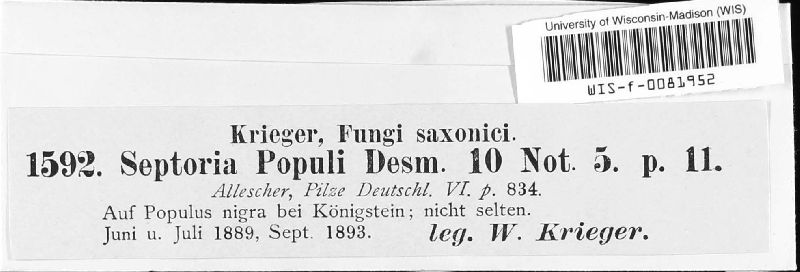 University of Wisconsin-Madison (WIS)
WIS-f-0081952
Krieger, Fungi saxonici.
1592. Septoria Populi Desm. 10 Not. 5. p. 11.
Allescher, Pilze Deutschl. VI. p. 834.
Auf Populus nigra bei Königstein; nicht selten.
Juni u. Juli 1889, Sept. 1893. leg. W. Krieger.